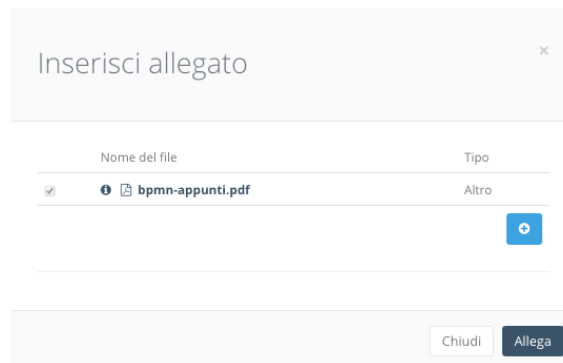 Inserisci allegato
×
Nome del file Tipo
bpmn-appunti.pdf Altro
Chiudi Allega